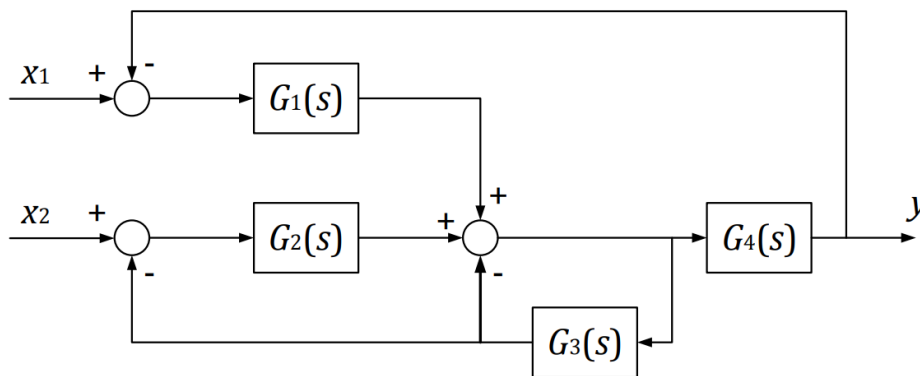 -
x1 +
G1(s)
+
x2 +
G2(s)
+
y
G4(s)
-
-
G3(s)